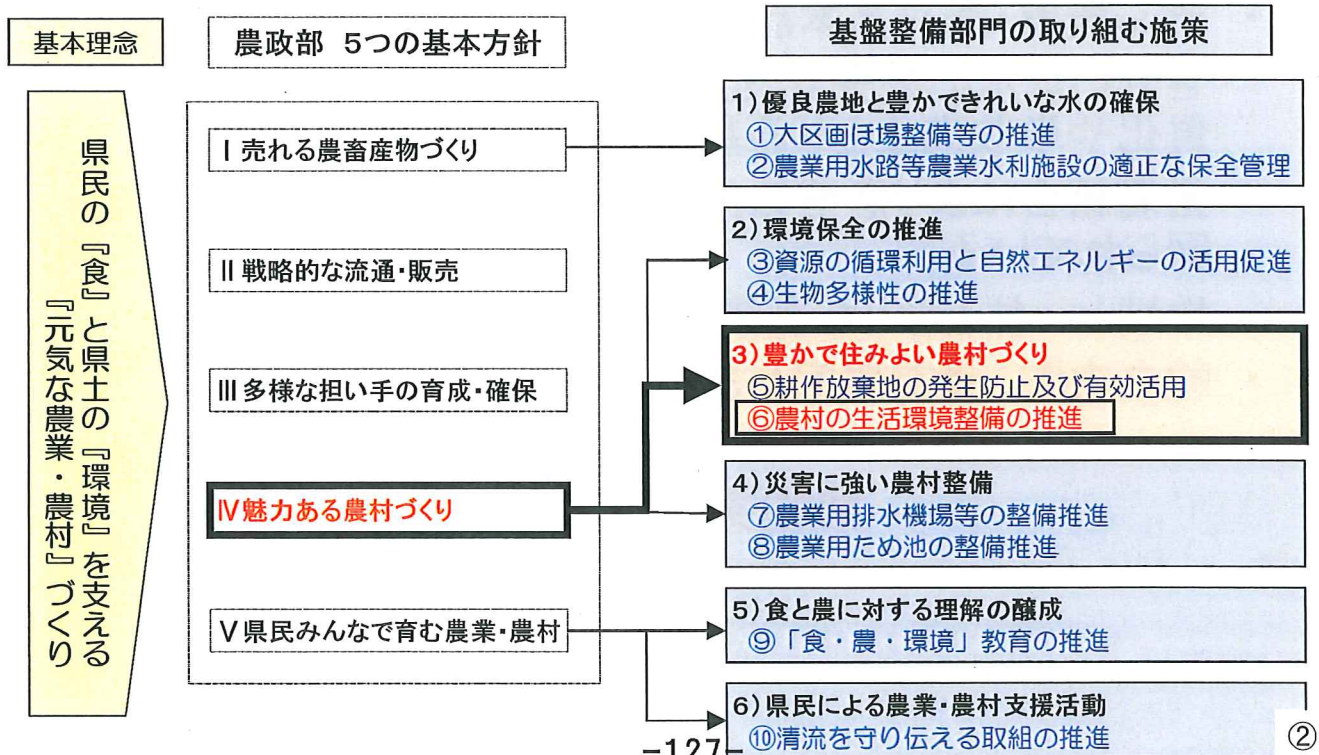 基本理念
農政部 5つの基本方針
基盤整備部門の取り組む施策
県民の『食』と県土の『環境』を支える
『元気な農業・農村』づくり
Ⅰ売れる農畜産物づくり
Ⅱ戦略的な流通・販売
Ⅲ多様な担い手の育成・確保
Ⅳ魅力ある農村づくり
Ⅴ県民みんなで育む農業・農村
1)優良農地と豊かできれいな水の確保
①大区画ほ場整備等の推進
②農業用水路等農業水利施設の適正な保全管理
2)環境保全の推進
③資源の循環利用と自然エネルギーの活用促進
④生物多様性の推進
3)豊かで住みよい農村づくり
⑤耕作放棄地の発生防止及び有効活用
⑥農村の生活環境整備の推進
4)災害に強い農村整備
⑦農業用排水機場等の整備推進
⑧農業用ため池の整備推進
5)食と農に対する理解の醸成
⑨「食・農・環境」教育の推進
6)県民による農業・農村支援活動
⑩清流を守り伝える取組の推進
-127-
②